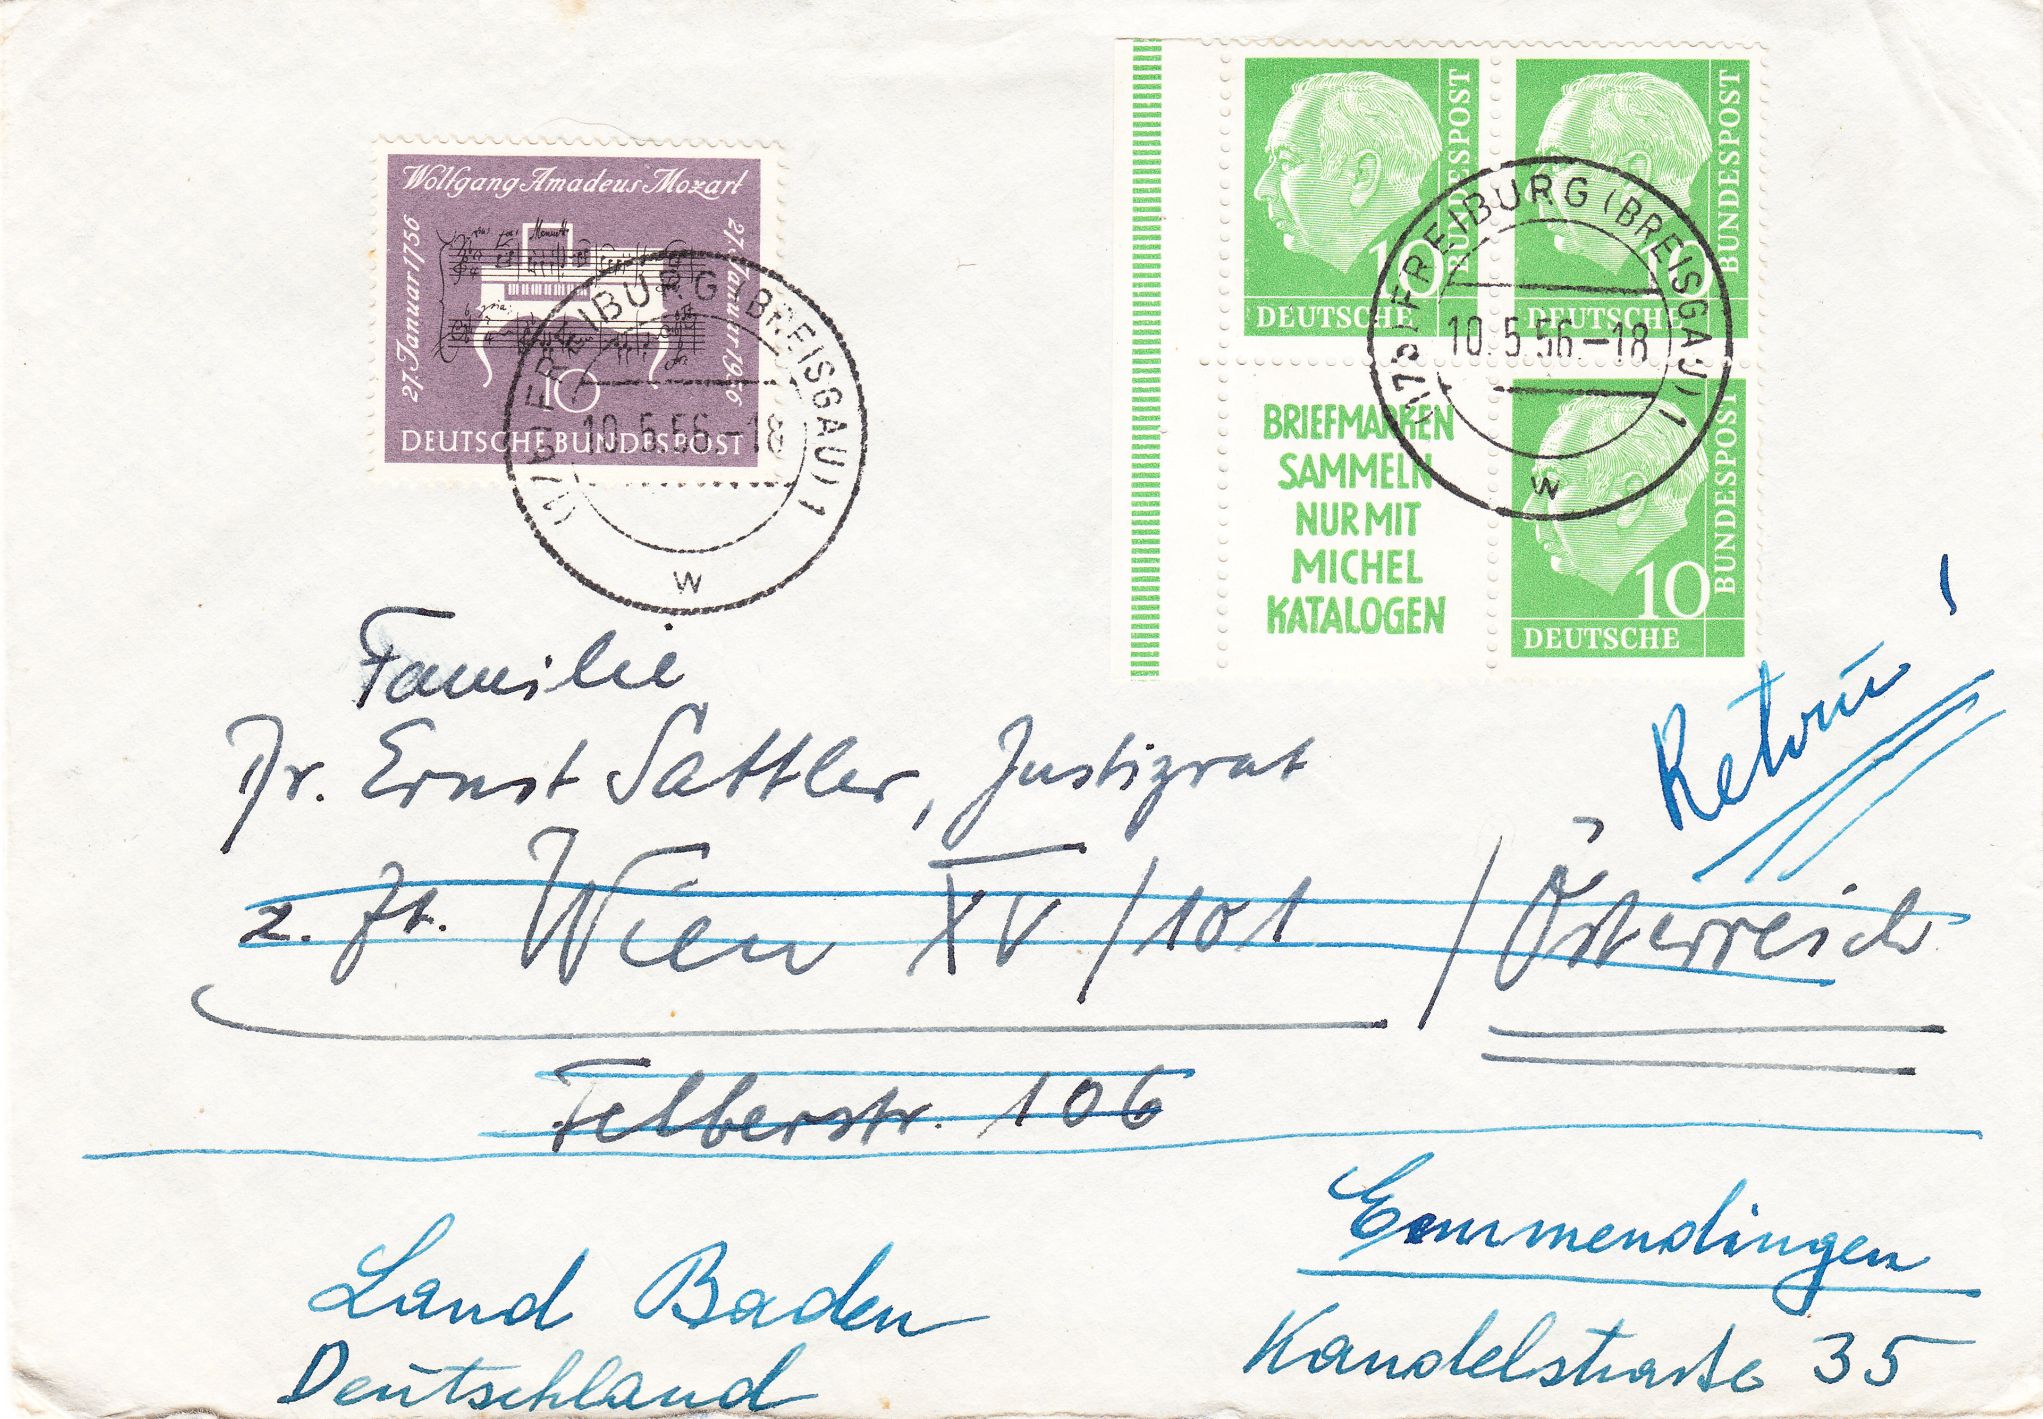 Wolfgang Amadeus Mozart
27. Januar 1756
27. Januar 1956
10
DEUTSCHE BUNDESPOST
FREIBURG (BREISGAU) 1
10.5.56.-18
w
10
DEUTSCHE
BUNDESPOST
10
DEUTSCHE
BUNDESPOST
(17a) FREIBURG (BREISGAU) 1
10.5.56.-18
w
BRIEFMARKEN
SAMMELN
NUR MIT
MICHEL
KATALOGEN
10
DEUTSCHE
BUNDESPOST
Familie
Dr. Ernst Sattler, Justizrat
Retour!
z. Zt. Wien XV/101 / Österreich
Felberstr. 106
Emmendingen
Land Baden
Kandelstraße 35
Deutschland